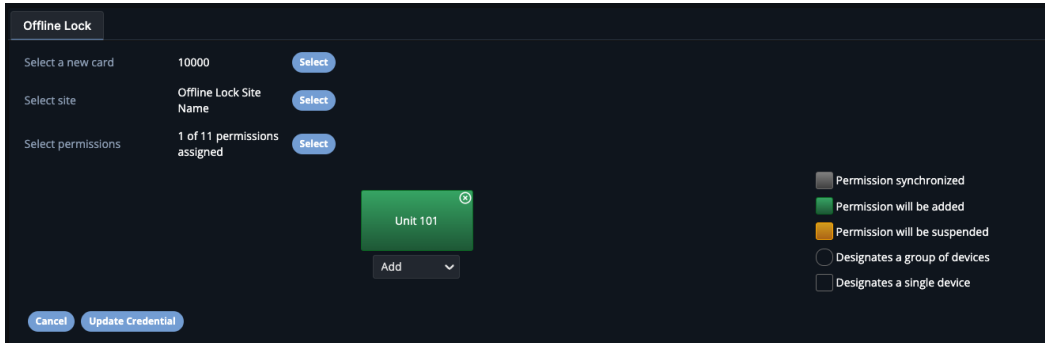 Offline Lock
Select a new card
10000
Select
Select site
Offline Lock Site
Name
Select
Select permissions
1 of 11 permissions
assigned
Select
Unit 101
Add
Permission synchronized
Permission will be added
Permission will be suspended
Designates a group of devices
Designates a single device
Cancel
Update Credential